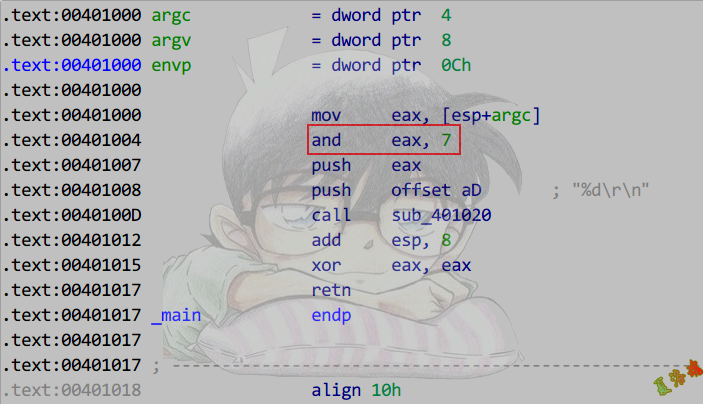 .text:00401000 argc = dword ptr 4
.text:00401000 argv = dword ptr 8
.text:00401000 envp = dword ptr 0Ch
.text:00401000
.text:00401000 mov eax, [esp+argc]
.text:00401004 and eax, 7
.text:00401007 push eax
.text:00401008 push offset aD ; "%d\r\n"
.text:0040100D call sub_401020
.text:00401012 add esp, 8
.text:00401015 xor eax, eax
.text:00401017 retn
.text:00401017 _main endp
.text:00401017
.text:00401017 ; ---------------------------------------------------------------------------
.text:00401018 align 10h